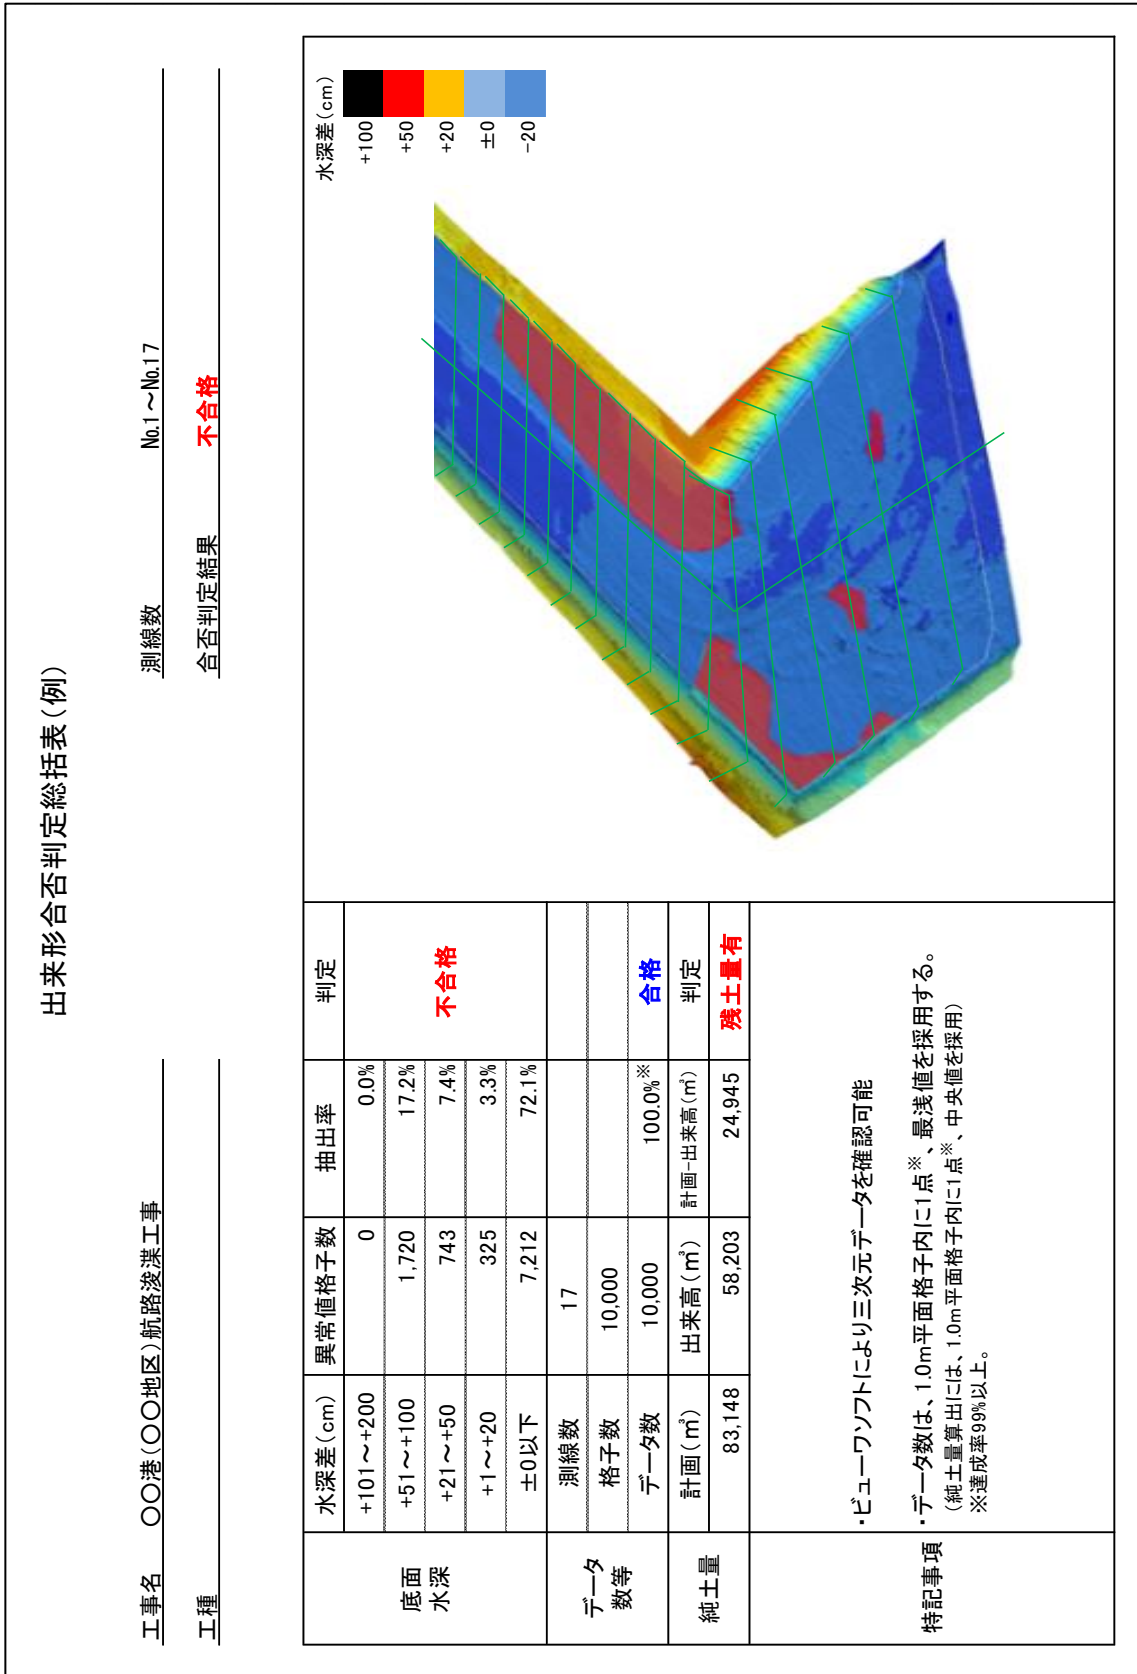 出来形合否判定総括表(例)
工事名 〇〇港(〇〇地区)航路浚渫工事
測線数 No.1～No.17
工種
合否判定結果 不合格
水深差(cm) 異常値格子数 抽出率 判定
底面
水深
+101～+200 0 0.0%
+51～+100 1,720 17.2%
+21～+50 743 7.4%
+1～+20 325 3.3%
±0以下 7,212 72.1%
不合格
データ
数等
測線数 17
格子数 10,000
データ数 10,000 100.0%※ 合格
純土量
計画(㎥) 出来高(㎥) 計画-出来高(㎥) 判定
83,148 58,203 24,945 残土量有
特記事項
・ビューワソフトにより三次元データを確認可能
・データ数は、1.0m平面格子内に1点※、最浅値を採用する。
(純土量算出には、1.0m平面格子内に1点※、中央値を採用)
※達成率99%以上。
水深差(cm)
+100
+50
+20
±0
-20